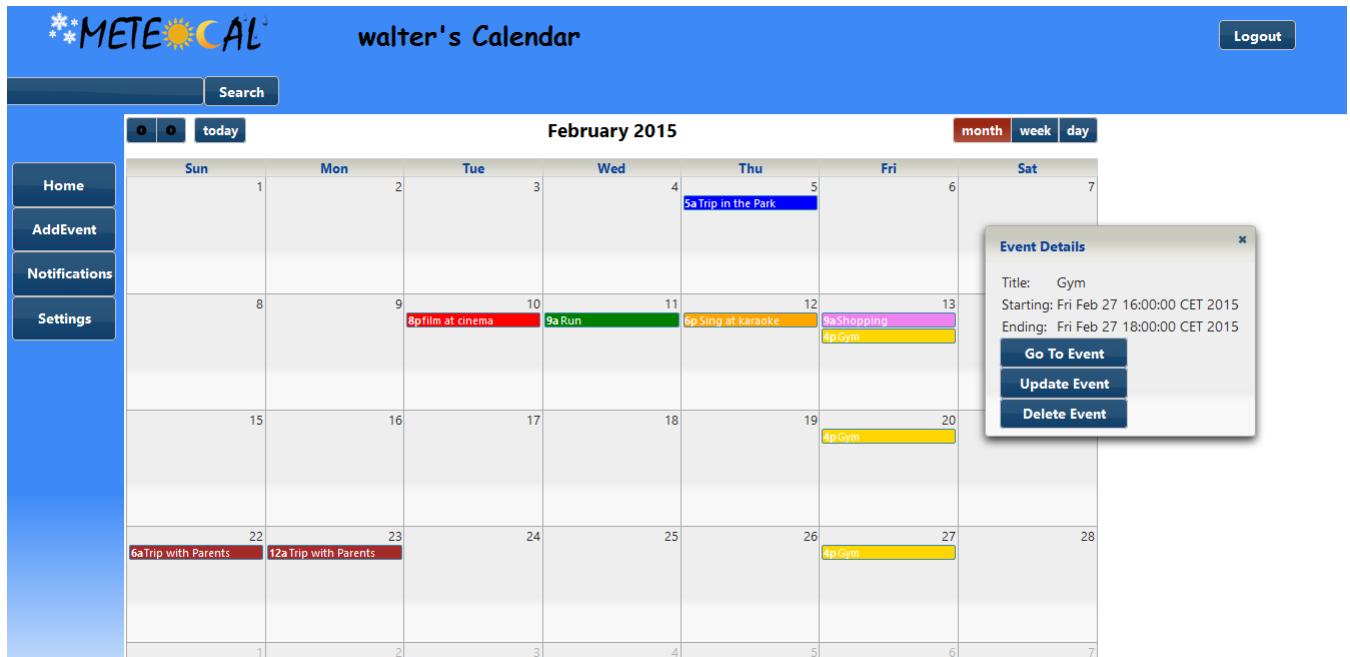 METEOCAL walter's Calendar Logout
Search
today February 2015 month week day
Sun Mon Tue Wed Thu Fri Sat
Home
AddEvent
Notifications
Settings
1 2 3 4 5 6 7
5a Trip in the Park
8 9 10 11 12 13
8p film at cinema 9a Run 6p Sing at karaoke 9a Shopping
4p Gym
15 16 17 18 19 20
4p Gym
22 23 24 25 26 27 28
6a Trip with Parents 12a Trip with Parents 4p Gym
1 2 3 4 5 6 7
Event Details ×
Title: Gym
Starting: Fri Feb 27 16:00:00 CET 2015
Ending: Fri Feb 27 18:00:00 CET 2015
Go To Event
Update Event
Delete Event